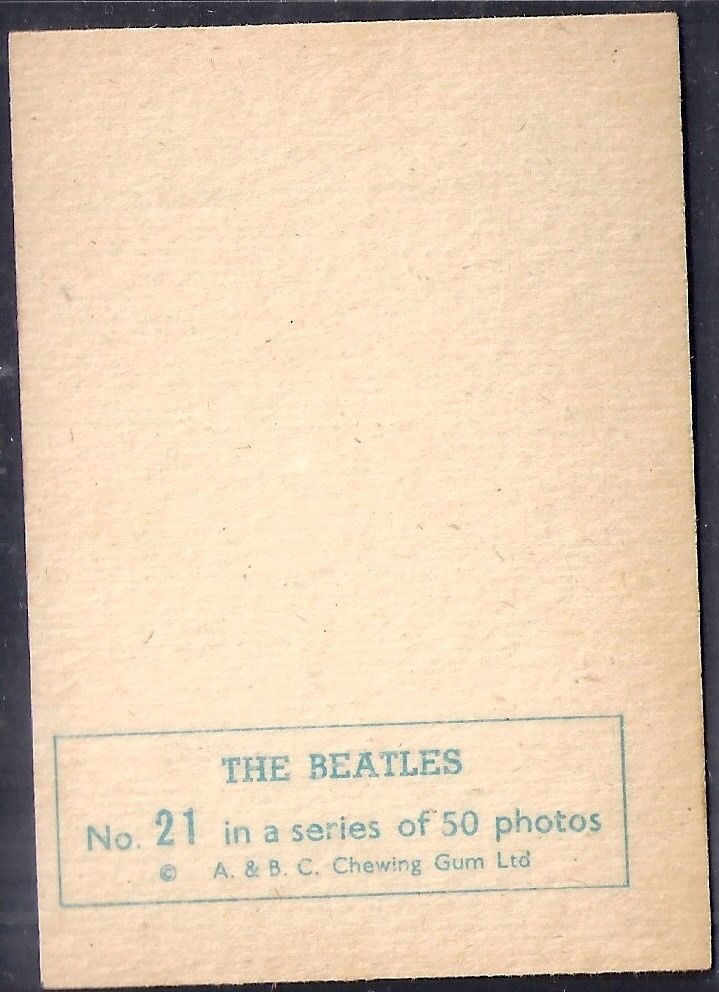 THE BEATLES
No. 21 in a series of 50 photos
© A. & B. C. Chewing Gum Ltd